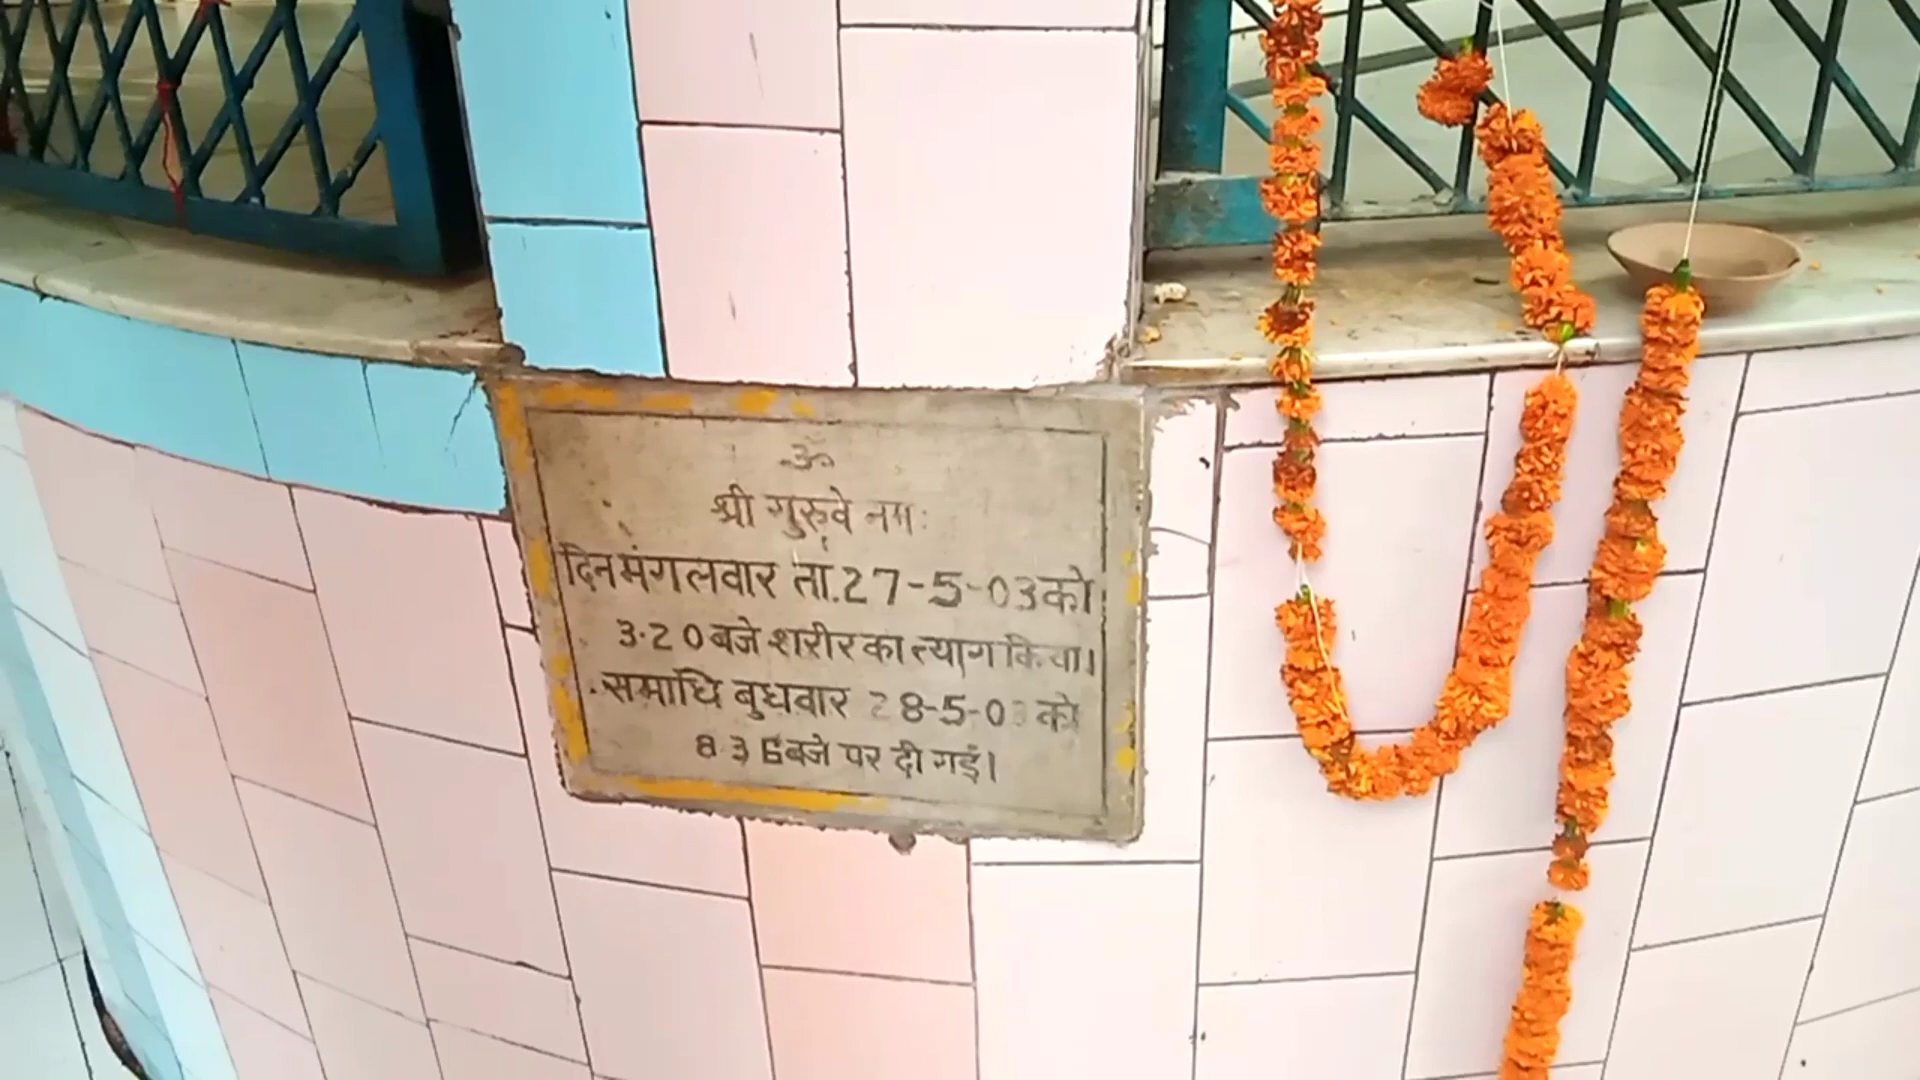 ॐ
श्री गुरुवे नमः
दिन मंगलवार ता. 27-5-03 को
3.20 बजे शरीर का त्याग किया।
समाधि बुधवार 28-5-03 को
8.36 बजे पर दी गई।